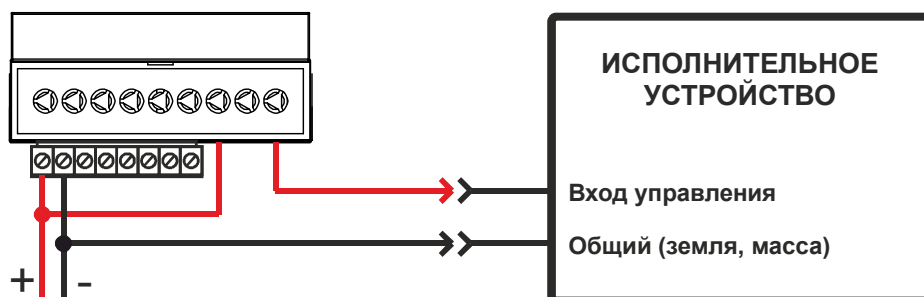 ИСПОЛНИТЕЛЬНОЕ
УСТРОЙСТВО
Вход управления
Общий (земля, масса)
+ -